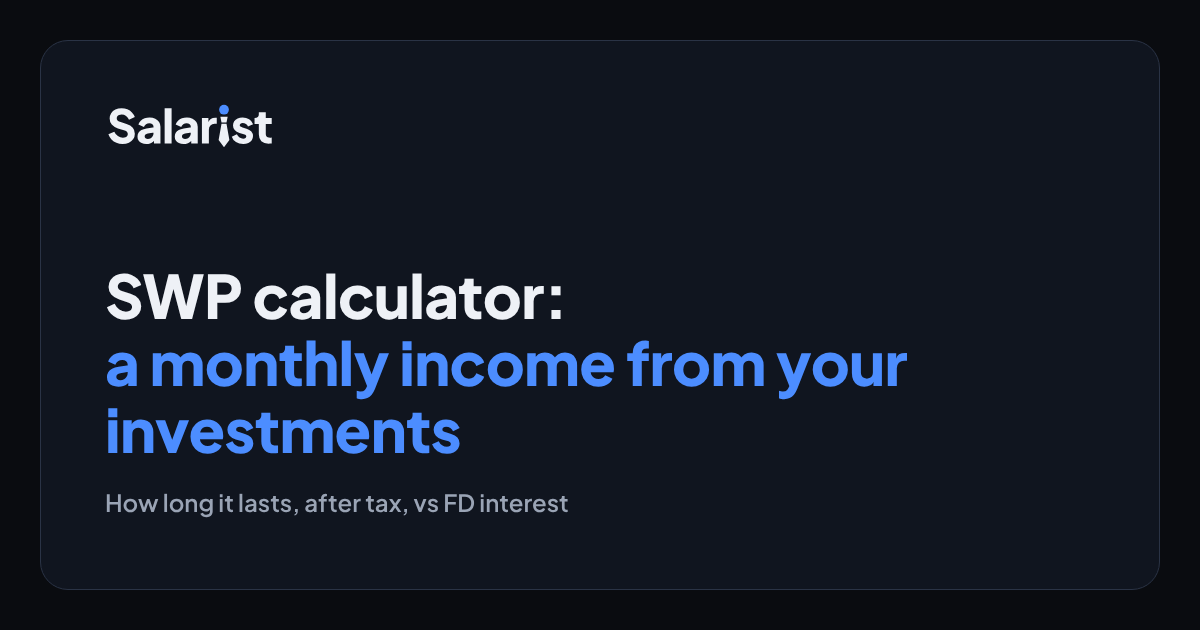 Salarist
SWP calculator:
a monthly income from your
investments
How long it lasts, after tax, vs FD interest